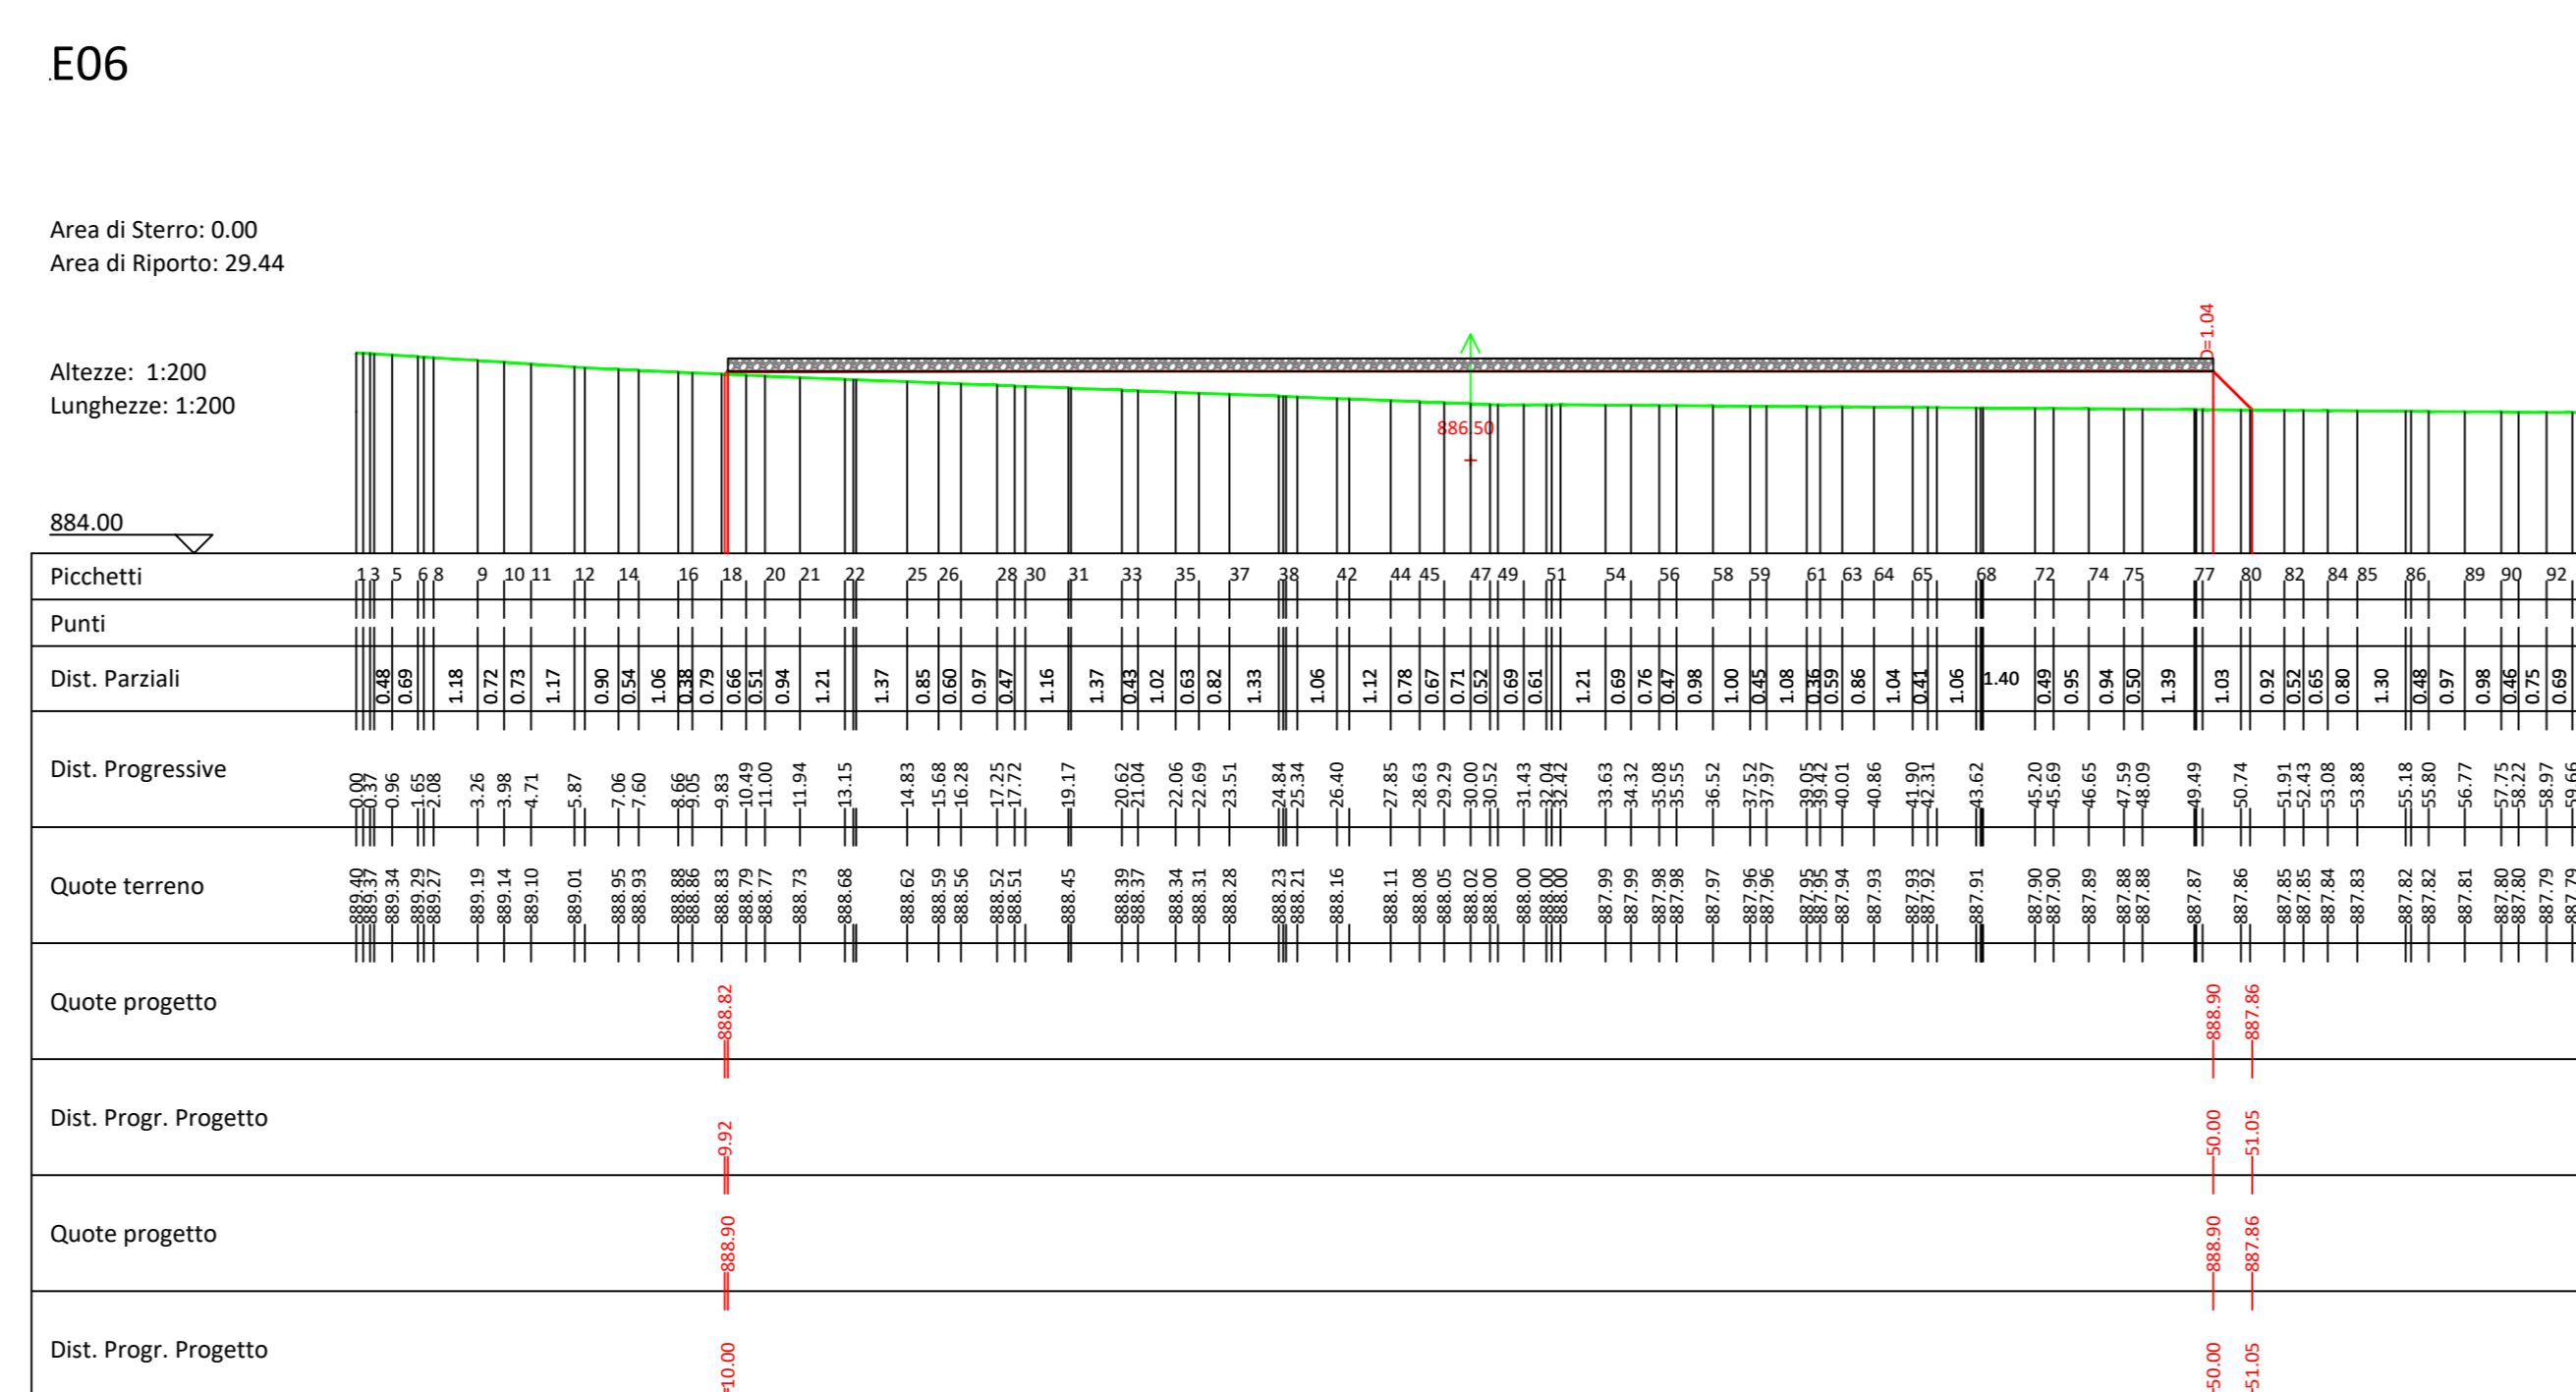 E06
Area di Sterro: 0.00
Area di Riporto: 29.44
D=1.04
Altezze: 1:200
Lunghezze: 1:200
886.50
884.00
Picchetti 1 3 5 6 8 9 10 11 12 14 16 18 20 21 22 25 26 28 30 31 33 35 37 38 42 44 45 47 49 51 54 56 58 59 61 63 64 65 68 72 74 75 77 80 82 84 85 86 89 90 92
Punti
Dist. Parziali 0.48 0.69 1.18 0.72 0.73 1.17 0.90 0.54 1.06 0.38 0.79 0.66 0.51 0.94 1.21 1.37 0.85 0.60 0.97 0.47 1.16 1.37 0.43 1.02 0.63 0.82 1.33 1.06 1.12 0.78 0.67 0.71 0.52 0.69 0.61 1.21 0.69 0.76 0.47 0.98 1.00 0.45 1.08 0.36 0.59 0.86 1.04 0.41 1.06 1.40 0.49 0.95 0.94 0.50 1.39 1.03 0.92 0.52 0.65 0.80 1.30 0.48 0.97 0.98 0.46 0.75 0.69
Dist. Progressive 0.00 0.37 0.96 1.65 2.08 3.26 3.98 4.71 5.87 7.06 7.60 8.66 9.05 9.83 10.49 11.00 11.94 13.15 14.83 15.68 16.28 17.25 17.72 19.17 20.62 21.04 22.06 22.69 23.51 24.84 25.34 26.40 27.85 28.63 29.29 30.00 30.52 31.43 32.04 32.42 33.63 34.32 35.08 35.55 36.52 37.52 37.97 39.05 39.42 40.01 40.86 41.90 42.31 43.62 45.20 45.69 46.65 47.59 48.09 49.49 50.74 51.91 52.43 53.08 53.88 55.18 55.80 56.77 57.75 58.22 58.97 59.66
Quote terreno 889.40 889.37 889.34 889.29 889.27 889.19 889.14 889.10 889.01 888.95 888.93 888.88 888.86 888.83 888.79 888.77 888.73 888.68 888.62 888.59 888.56 888.52 888.51 888.45 888.39 888.37 888.34 888.31 888.28 888.23 888.21 888.16 888.11 888.08 888.05 888.02 888.00 888.00 888.00 888.00 887.99 887.99 887.98 887.98 887.97 887.96 887.96 887.95 887.95 887.94 887.93 887.93 887.92 887.91 887.90 887.90 887.89 887.88 887.88 887.87 887.86 887.85 887.85 887.84 887.83 887.82 887.82 887.81 887.80 887.80 887.79 887.79
Quote progetto 888.82 888.90 887.86
Dist. Progr. Progetto 9.92 50.00 51.05
Quote progetto 888.90 888.90 887.86
Dist. Progr. Progetto 10.00 50.00 51.05